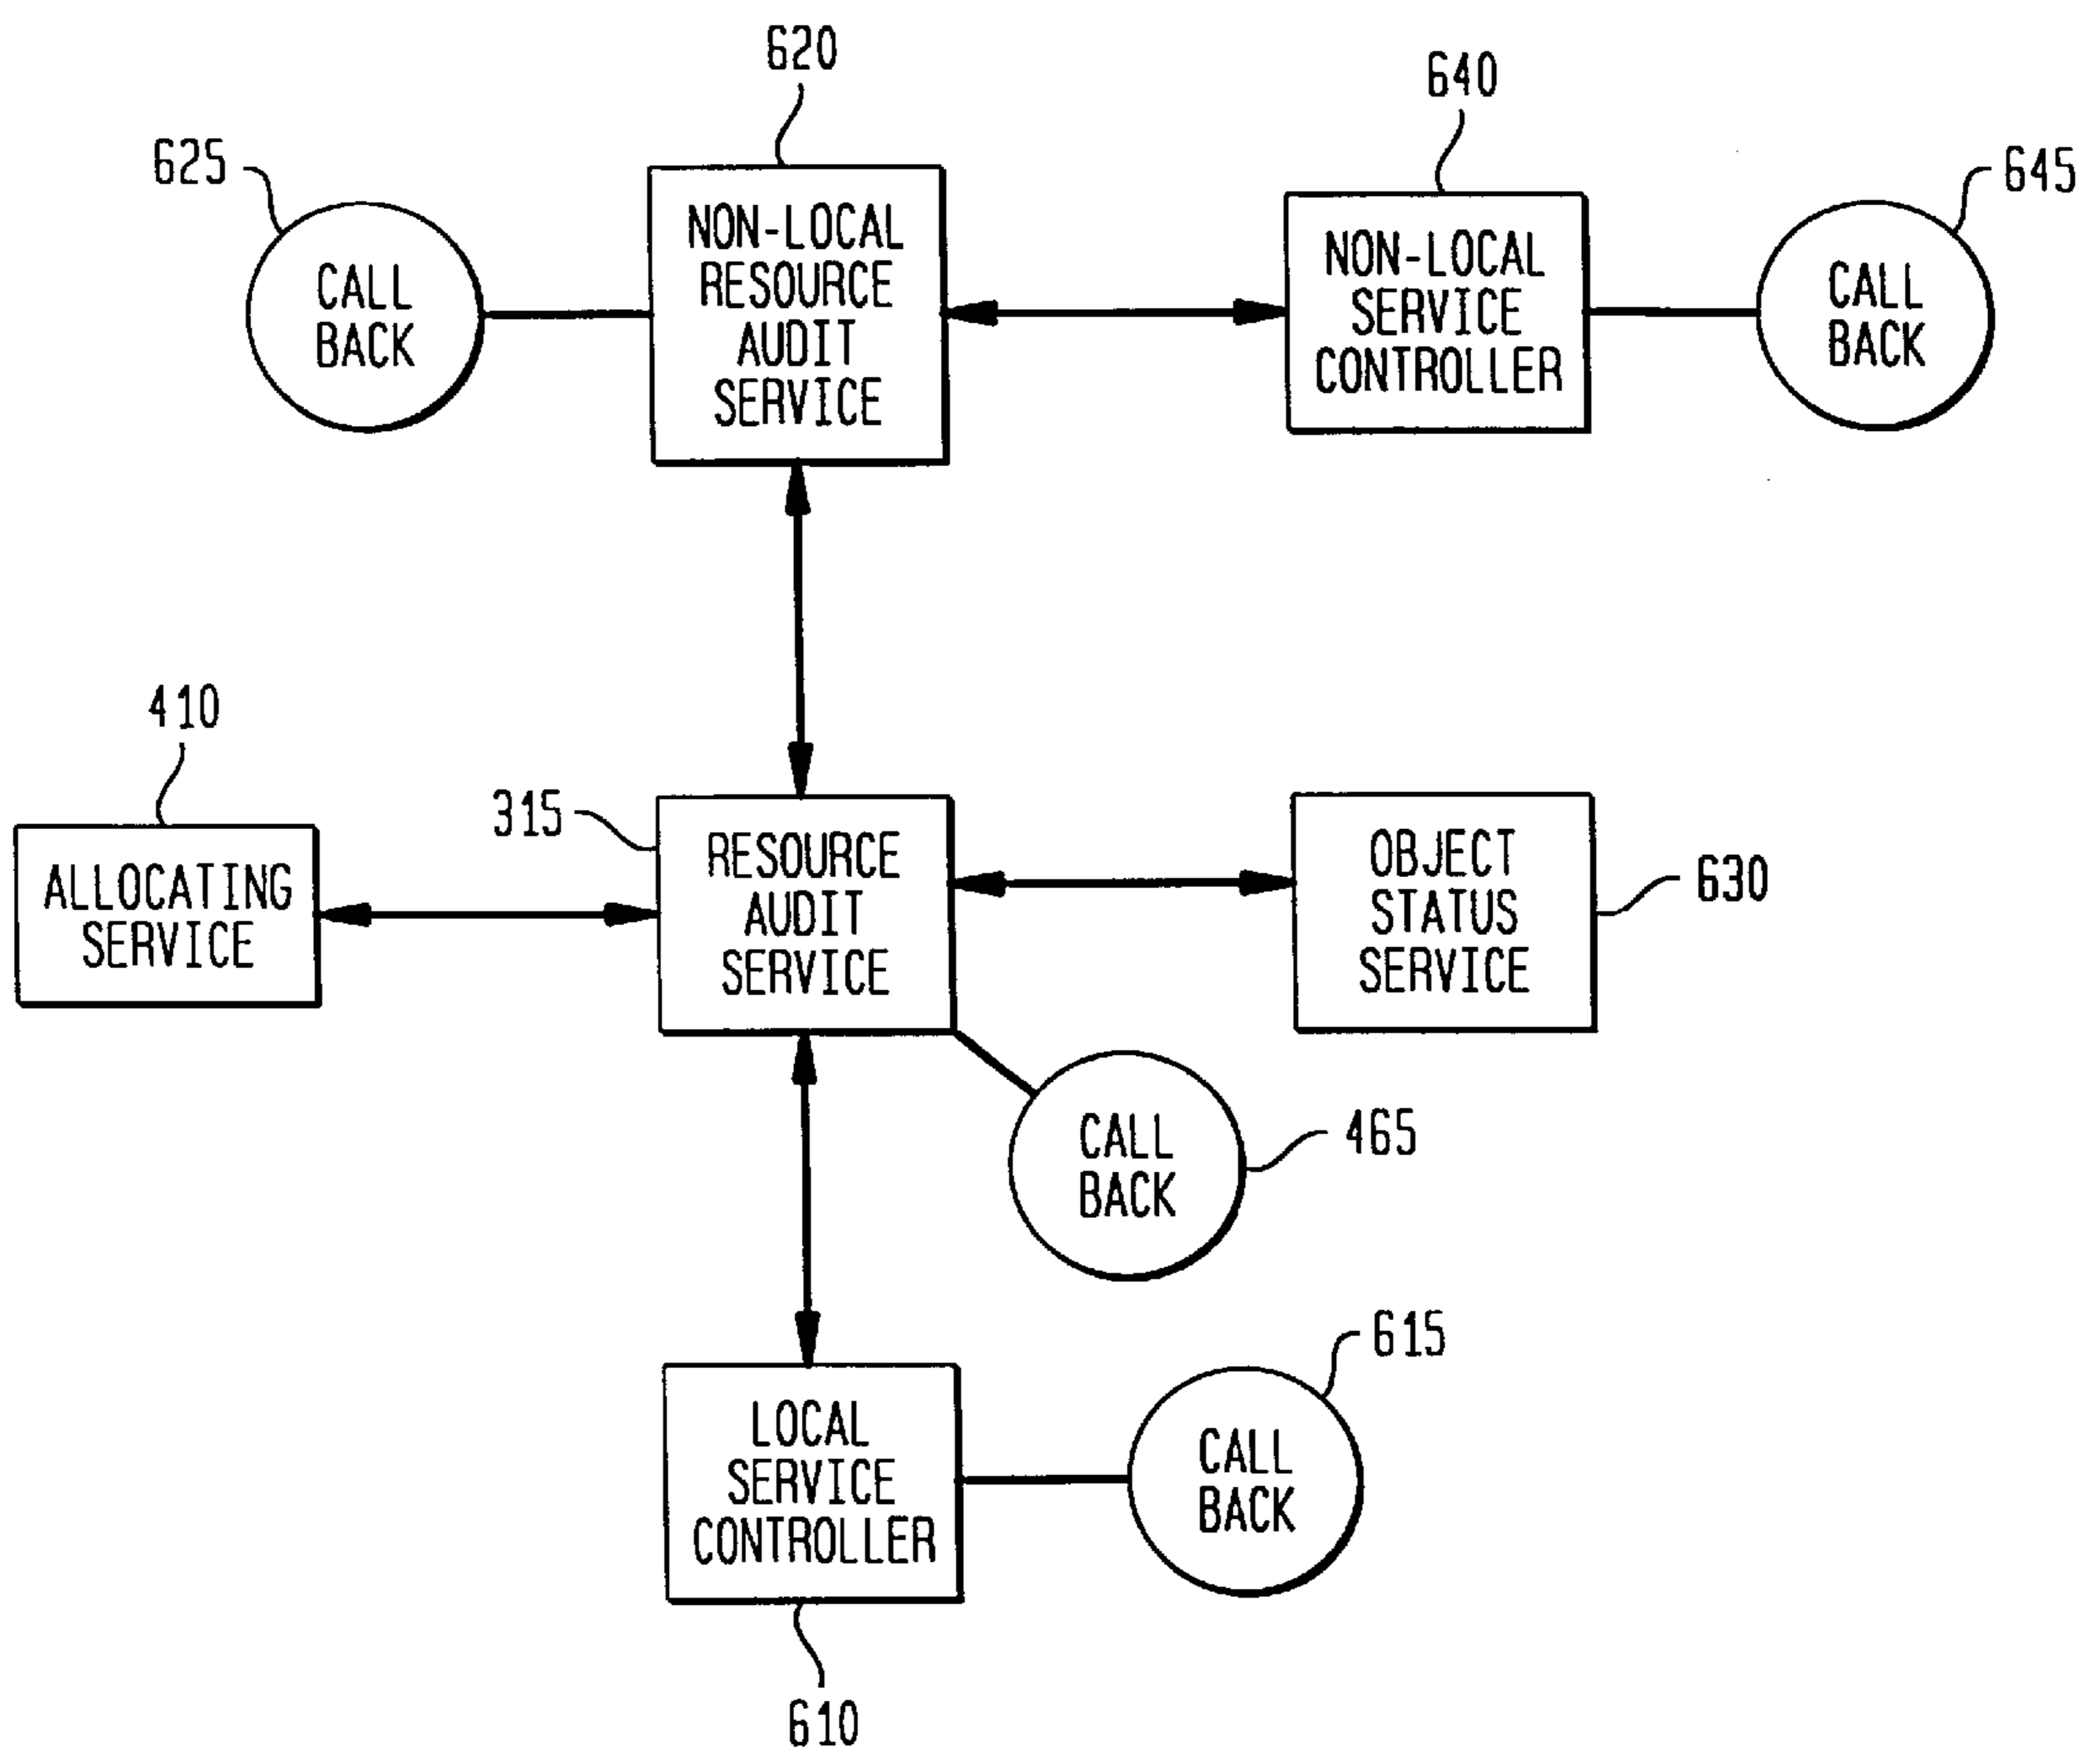 620
640
625
645
NON-LOCAL
RESOURCE
AUDIT
SERVICE
NON-LOCAL
SERVICE
CONTROLLER
CALL
BACK
CALL
BACK
410
315
ALLOCATING
SERVICE
RESOURCE
AUDIT
SERVICE
OBJECT
STATUS
SERVICE
630
CALL
BACK
465
615
LOCAL
SERVICE
CONTROLLER
CALL
BACK
610